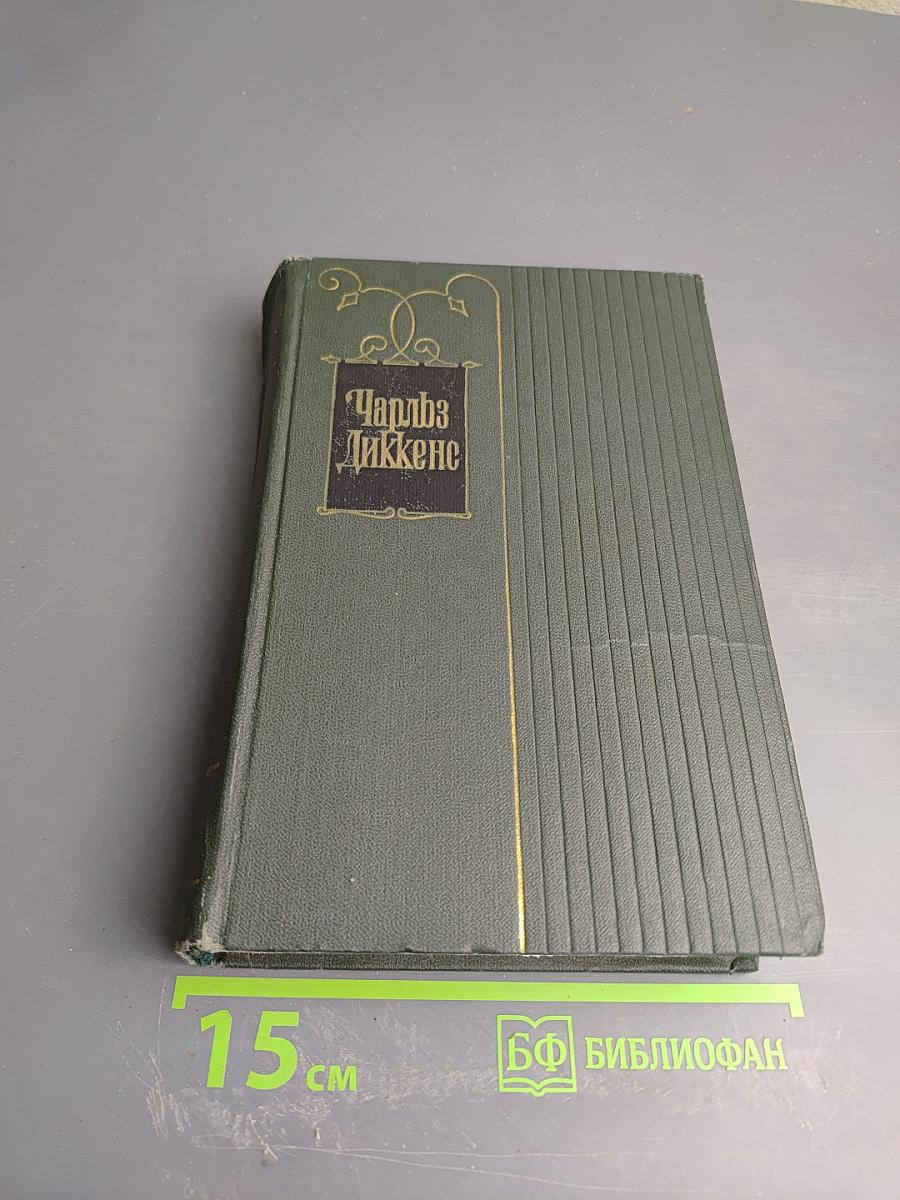 Чарльз
Диккенс
15 см
БФ БИБЛИОФАН